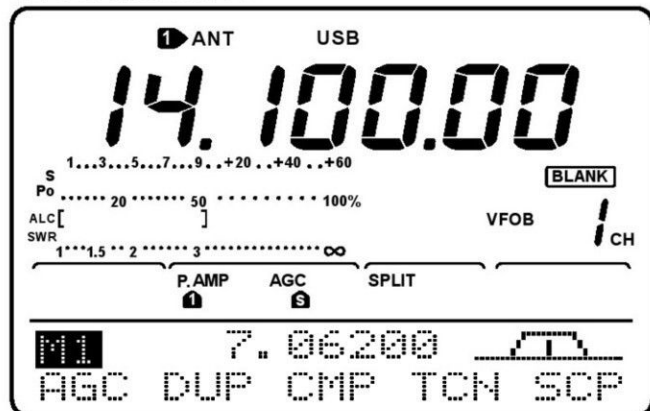 1 ANT USB
14.100.00
1...3...5...7...9..+20..+40..+60
S
Po 20 50 100%
BLANK
ALC
VFOB 1 CH
SWR
1 1.5 2 3 ∞
P.AMP AGC SPLIT
1 S
M1 7.06200
AGC DUP CMP TCN SCP